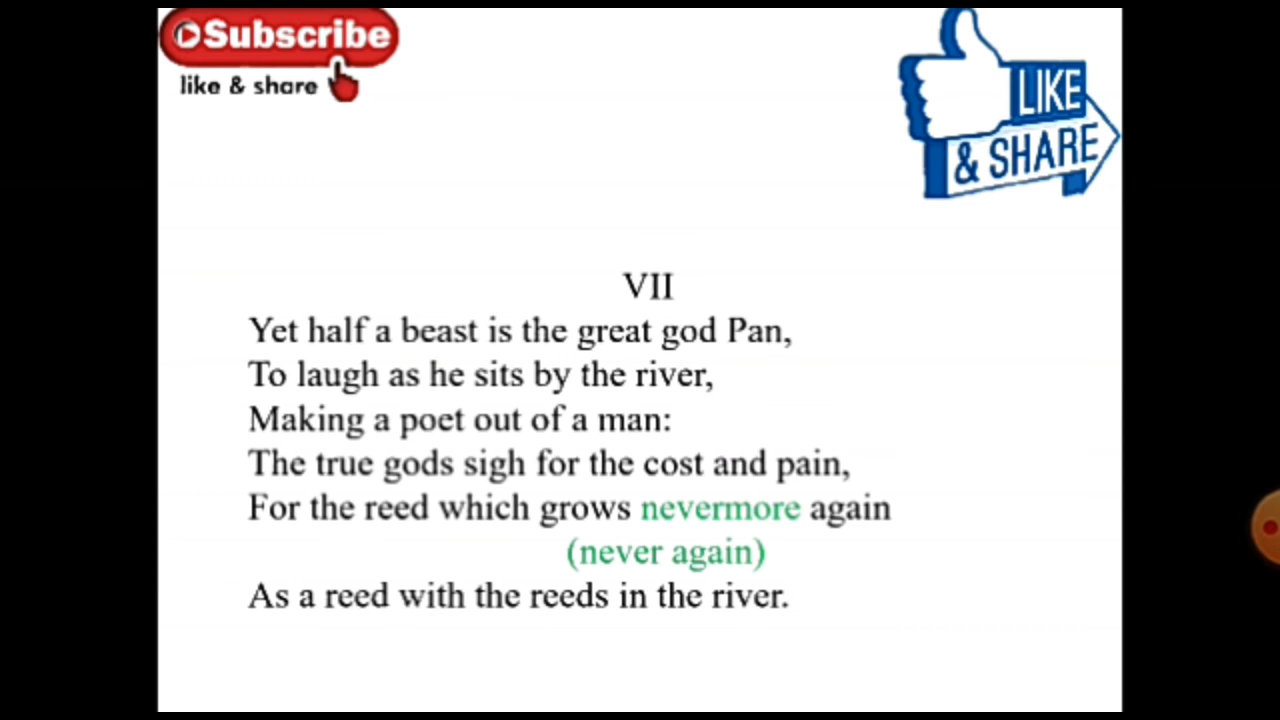 Subscribe
like & share
LIKE
& SHARE
VII
Yet half a beast is the great god Pan,
To laugh as he sits by the river,
Making a poet out of a man:
The true gods sigh for the cost and pain,
For the reed which grows nevermore again
(never again)
As a reed with the reeds in the river.